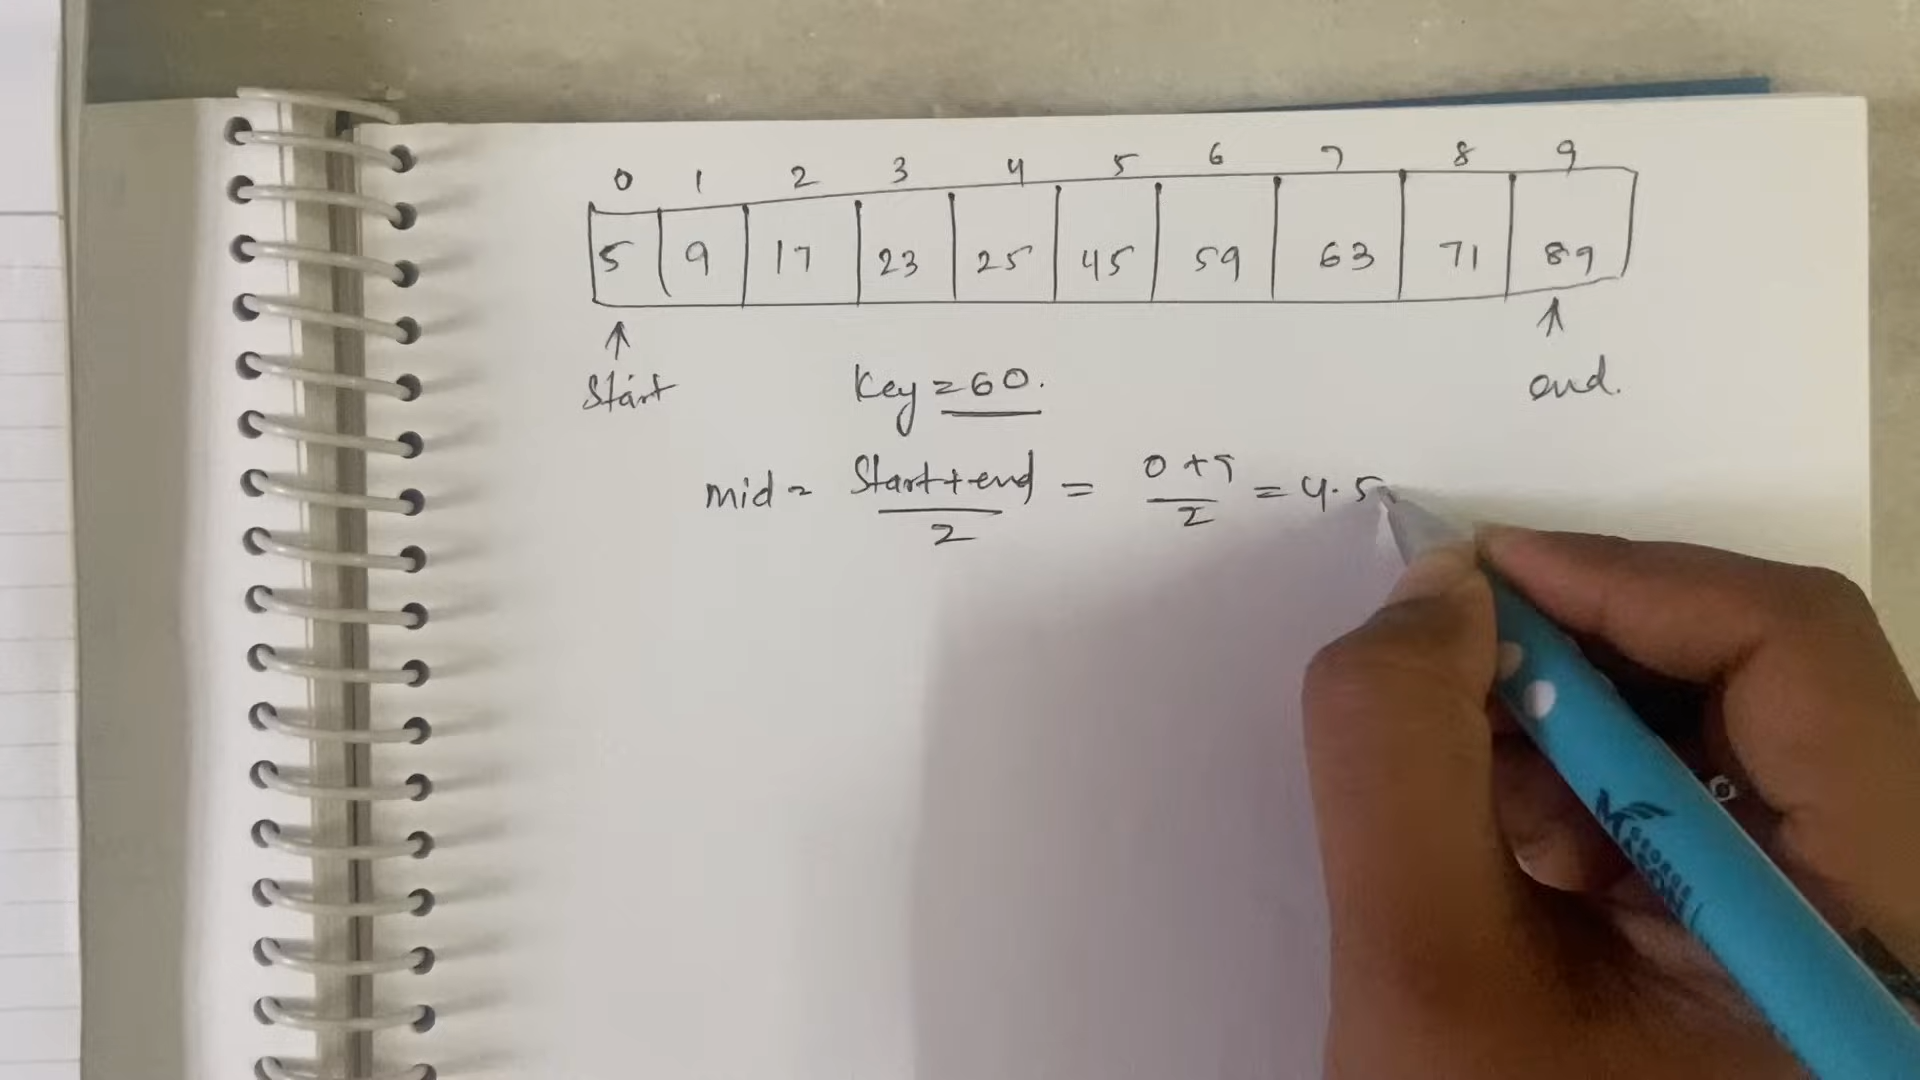 0 1 2 3 4 5 6 7 8 9
5 9 17 23 25 45 59 63 71 89
Start end.
Key = 60.
mid = Start+end/2 = 0+9/2 = 4.5